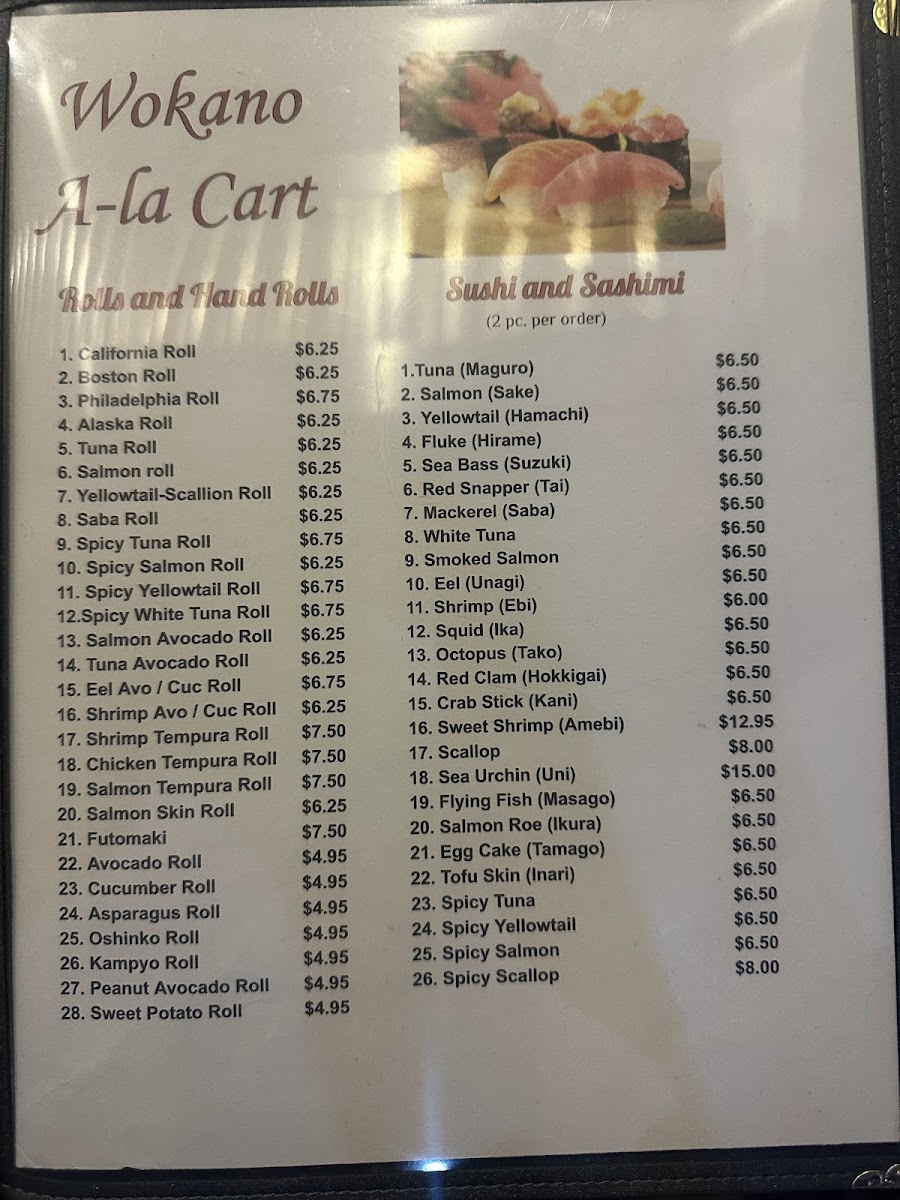 Wokano
A-la Cart
Rolls and Hand Rolls
1. California Roll $6.25
2. Boston Roll $6.25
3. Philadelphia Roll $6.75
4. Alaska Roll $6.25
5. Tuna Roll $6.25
6. Salmon roll $6.25
7. Yellowtail-Scallion Roll $6.25
8. Saba Roll $6.25
9. Spicy Tuna Roll $6.75
10. Spicy Salmon Roll $6.25
11. Spicy Yellowtail Roll $6.75
12.Spicy White Tuna Roll $6.75
13. Salmon Avocado Roll $6.25
14. Tuna Avocado Roll $6.25
15. Eel Avo / Cuc Roll $6.75
16. Shrimp Avo / Cuc Roll $6.25
17. Shrimp Tempura Roll $7.50
18. Chicken Tempura Roll $7.50
19. Salmon Tempura Roll $7.50
20. Salmon Skin Roll $6.25
21. Futomaki $7.50
22. Avocado Roll $4.95
23. Cucumber Roll $4.95
24. Asparagus Roll $4.95
25. Oshinko Roll $4.95
26. Kampyo Roll $4.95
27. Peanut Avocado Roll $4.95
28. Sweet Potato Roll $4.95
Sushi and Sashimi
(2 pc. per order)
1.Tuna (Maguro) $6.50
2. Salmon (Sake) $6.50
3. Yellowtail (Hamachi) $6.50
4. Fluke (Hirame) $6.50
5. Sea Bass (Suzuki) $6.50
6. Red Snapper (Tai) $6.50
7. Mackerel (Saba) $6.50
8. White Tuna $6.50
9. Smoked Salmon $6.50
10. Eel (Unagi) $6.50
11. Shrimp (Ebi) $6.00
12. Squid (Ika) $6.50
13. Octopus (Tako) $6.50
14. Red Clam (Hokkigai) $6.50
15. Crab Stick (Kani) $6.50
16. Sweet Shrimp (Amebi) $12.95
17. Scallop $8.00
18. Sea Urchin (Uni) $15.00
19. Flying Fish (Masago) $6.50
20. Salmon Roe (Ikura) $6.50
21. Egg Cake (Tamago) $6.50
22. Tofu Skin (Inari) $6.50
23. Spicy Tuna $6.50
24. Spicy Yellowtail $6.50
25. Spicy Salmon $6.50
26. Spicy Scallop $8.00